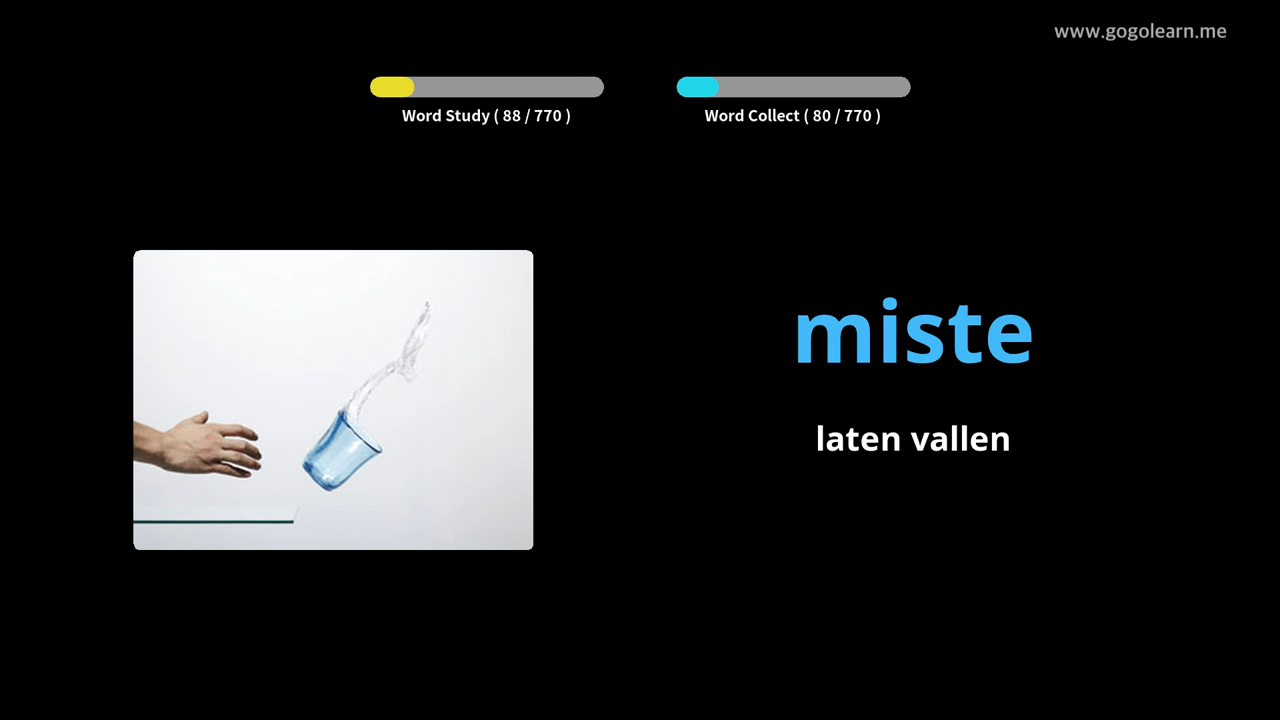 www.gogolearn.me
Word Study ( 88 / 770 )
Word Collect ( 80 / 770 )
miste
laten vallen